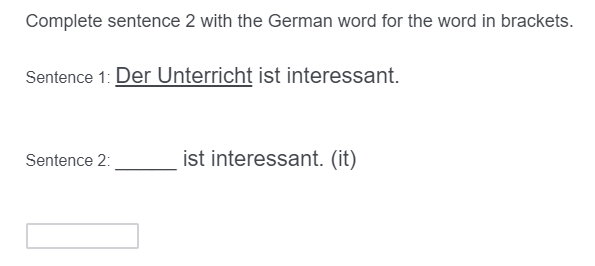 Complete sentence 2 with the German word for the word in brackets.
Sentence 1: Der Unterricht ist interessant.
Sentence 2: ______ ist interessant. (it)